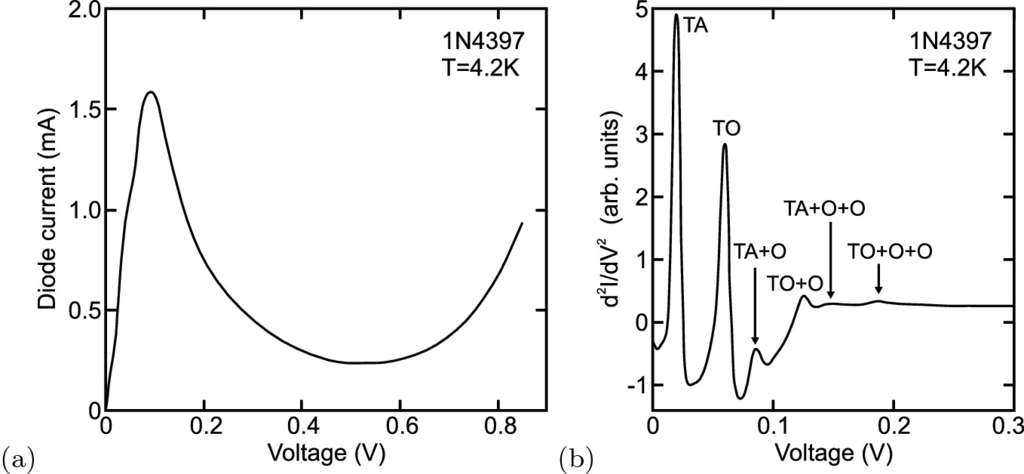 2.0
1.5
1.0
0.5
0
0
0.2
0.4
0.6
0.8
Diode current (mA)
Voltage (V)
1N4397
T=4.2K
(a)
5
4
3
2
1
0
-1
0
0.1
0.2
0.3
d²I/dV² (arb. units)
Voltage (V)
1N4397
T=4.2K
TA
TO
TA+O
TO+O
TA+O+O
TO+O+O
(b)